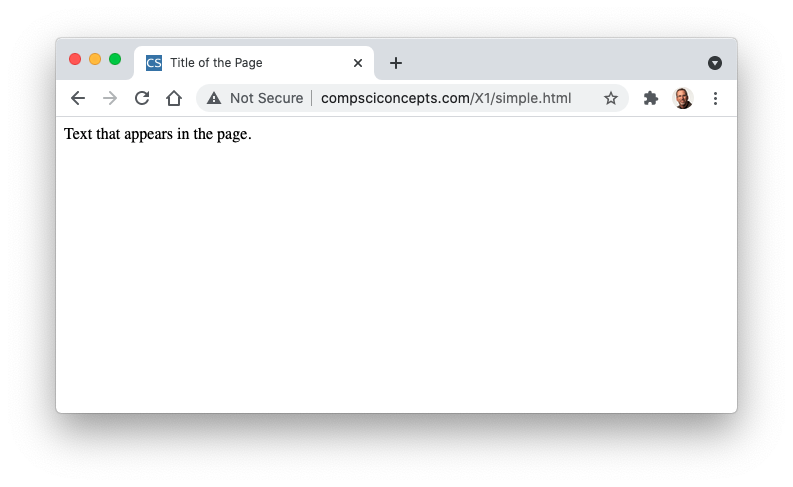 CS Title of the Page
Not Secure | compsciconcepts.com/X1/simple.html
Text that appears in the page.